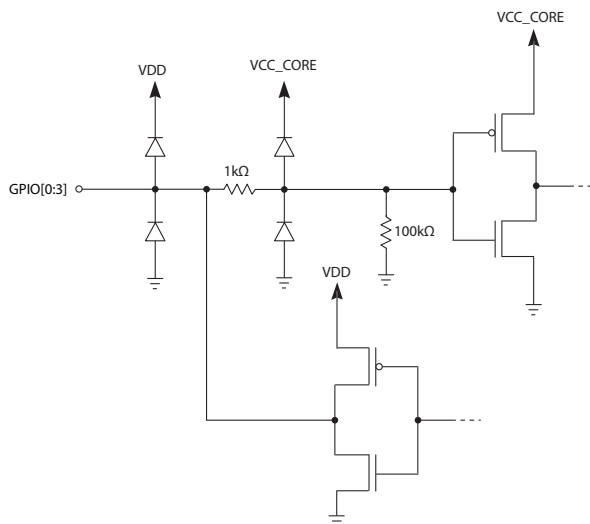 VCC_CORE
VDD
VCC_CORE
1kΩ
GPIO[0:3]
100kΩ
VDD